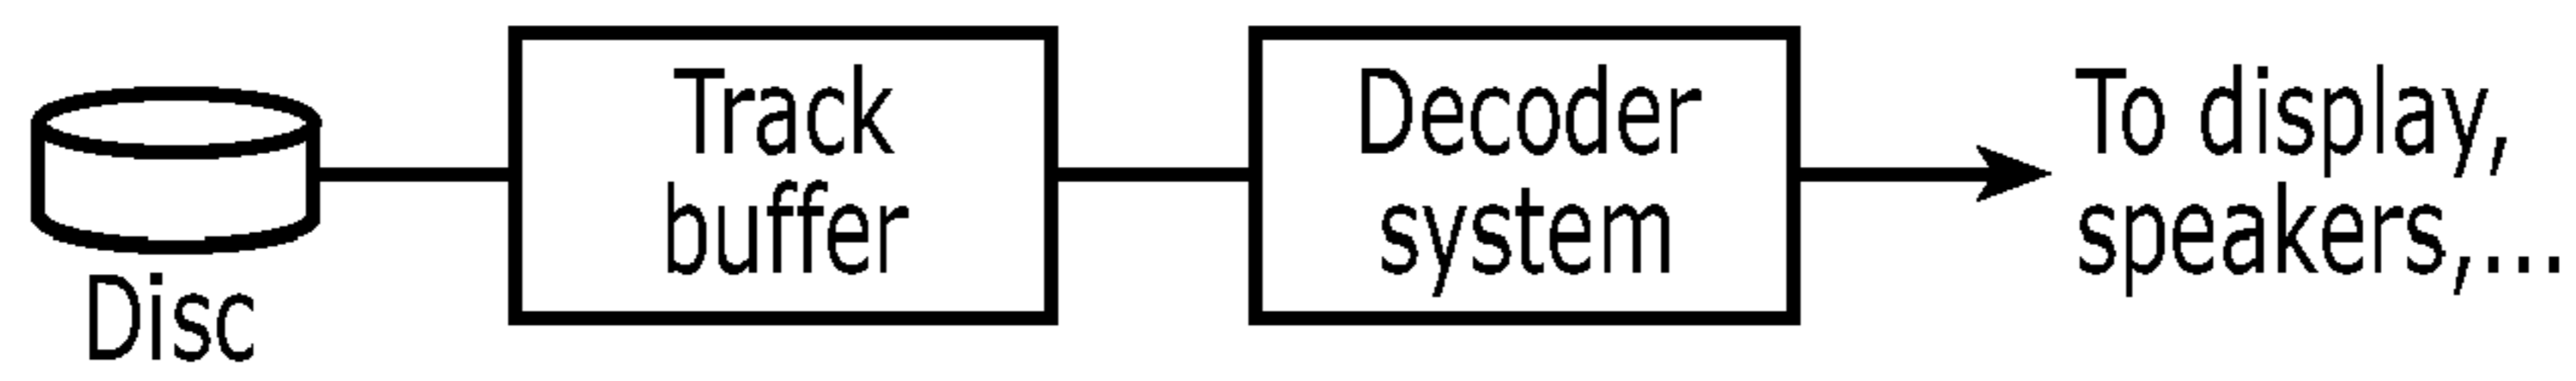 Disc
Track
buffer
Decoder
system
To display,
speakers,...